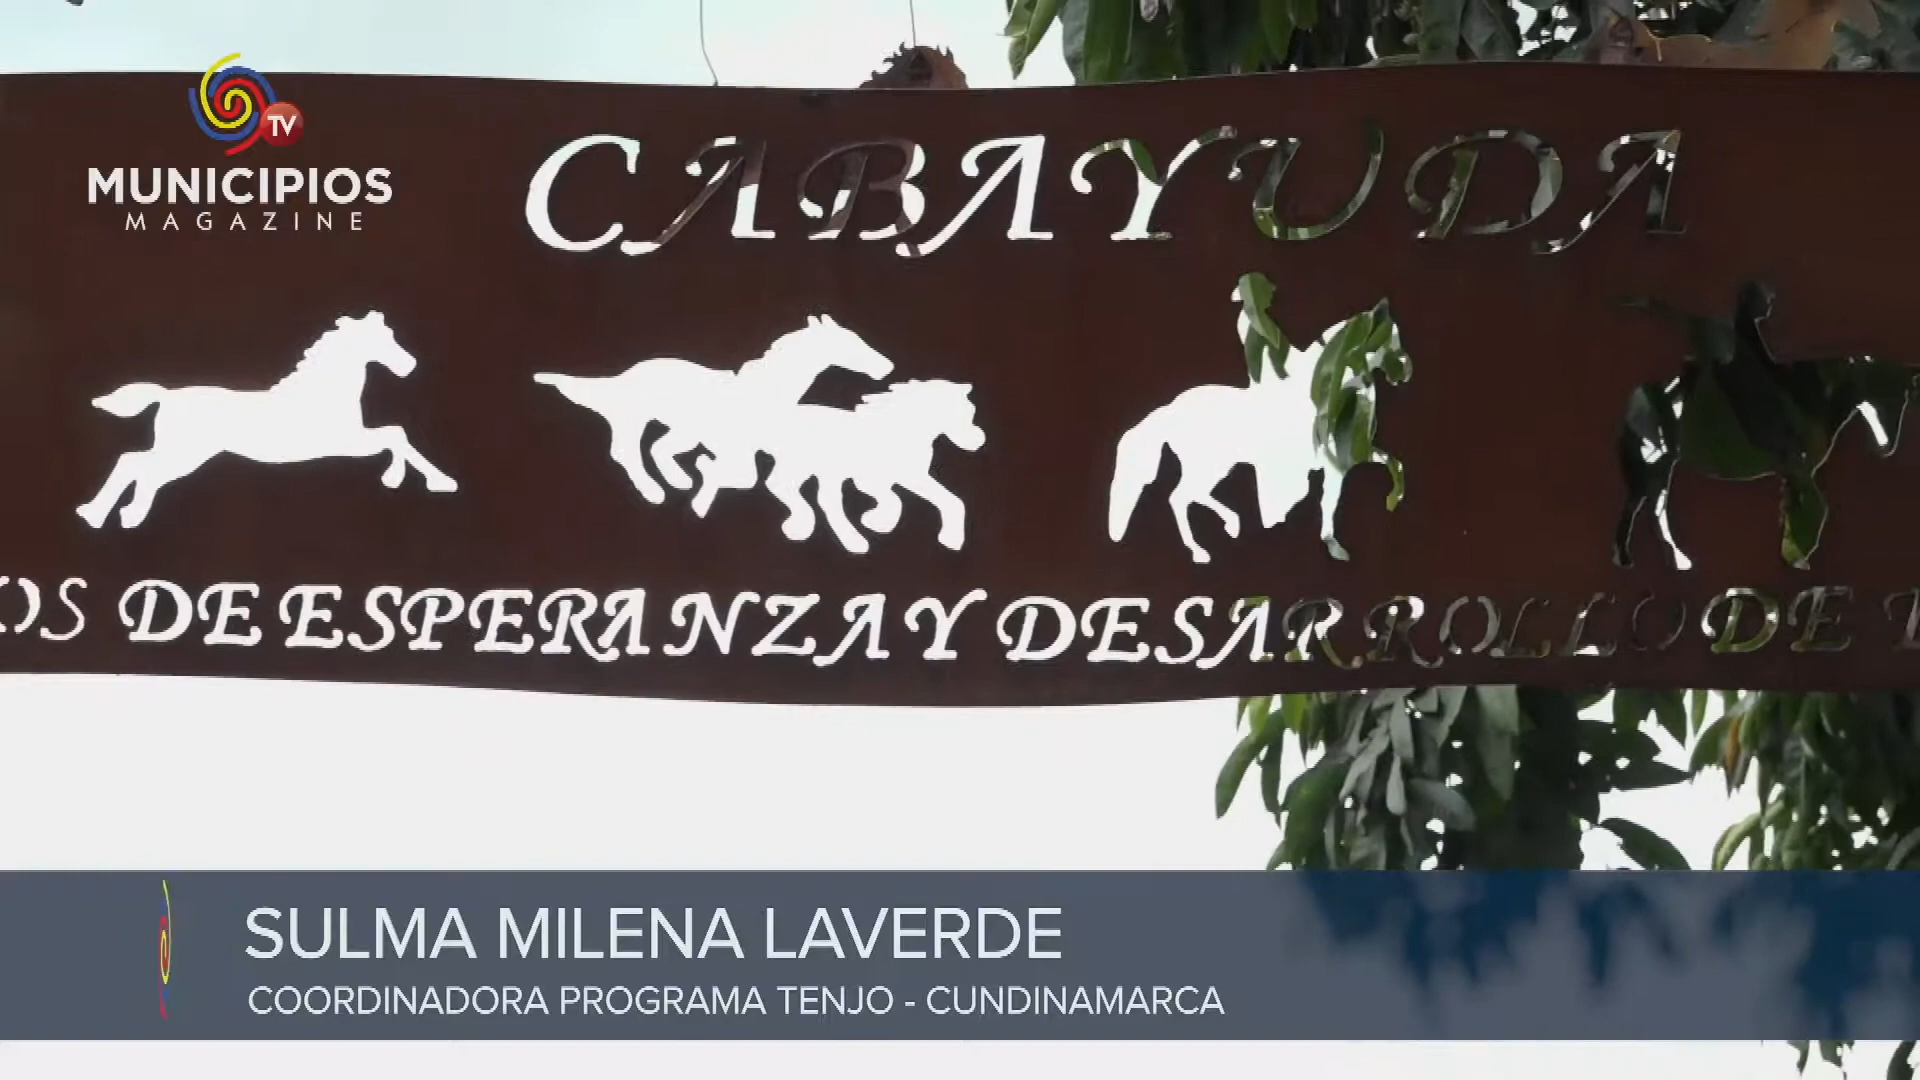 TV
MUNICIPIOS
MAGAZINE
CABAYUDA
OS DE ESPERANZA Y DESARROLLO DE
SULMA MILENA LAVERDE
COORDINADORA PROGRAMA TENJO - CUNDINAMARCA